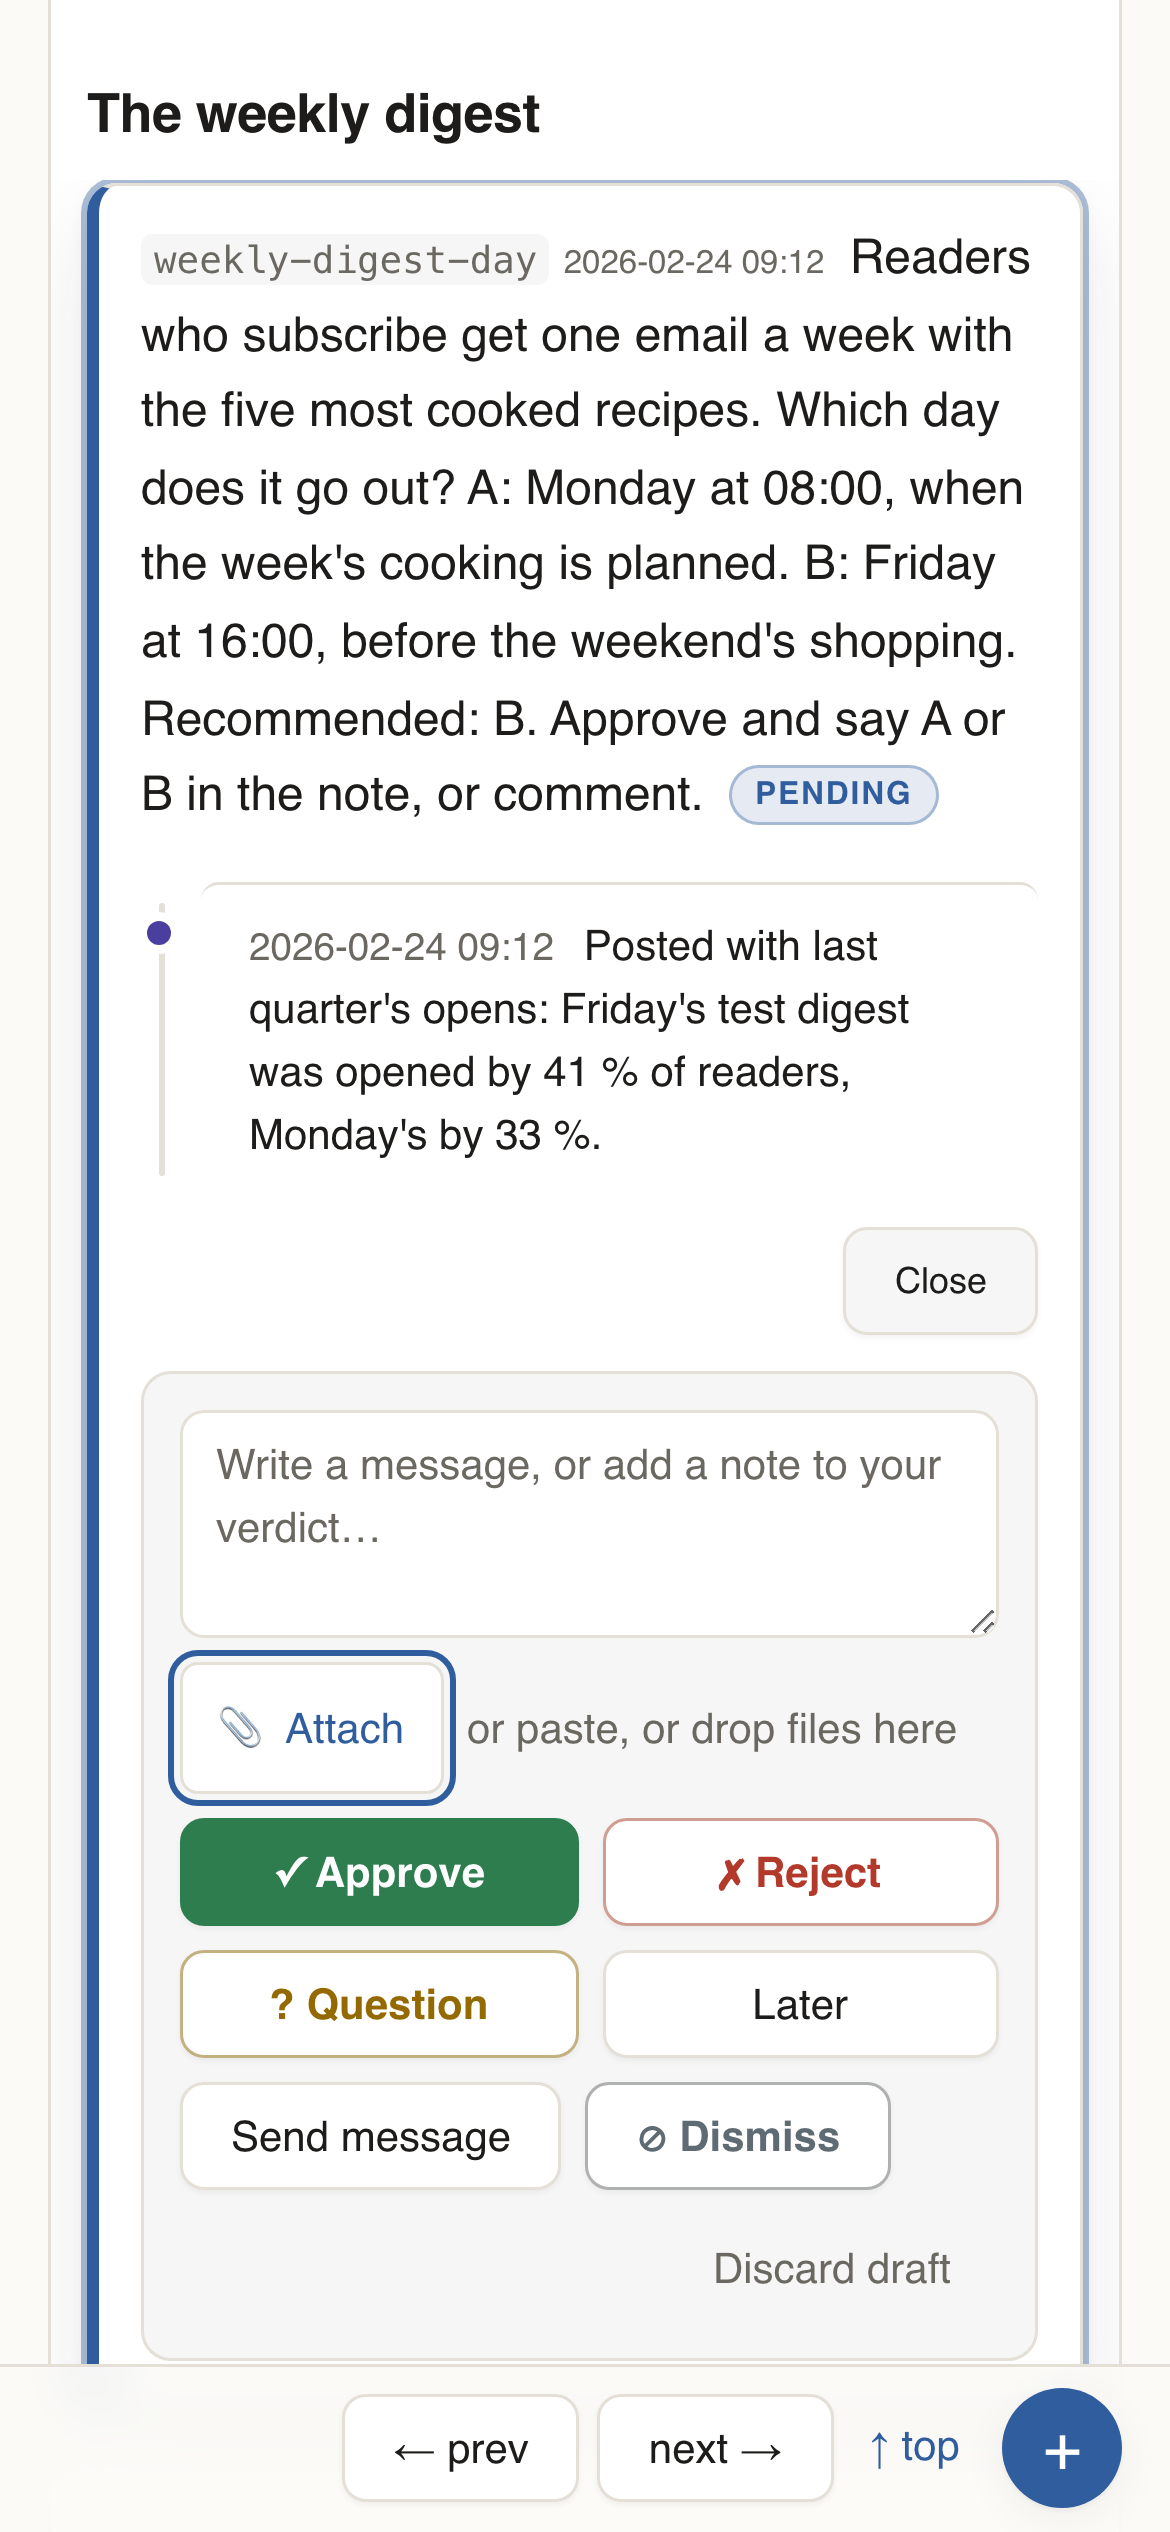 The weekly digest
weekly-digest-day 2026-02-24 09:12 Readers
who subscribe get one email a week with
the five most cooked recipes. Which day
does it go out? A: Monday at 08:00, when
the week's cooking is planned. B: Friday
at 16:00, before the weekend's shopping.
Recommended: B. Approve and say A or
B in the note, or comment. PENDING
2026-02-24 09:12 Posted with last
quarter's opens: Friday's test digest
was opened by 41 % of readers,
Monday's by 33 %.
Close
Write a message, or add a note to your
verdict…
📎 Attach or paste, or drop files here
✓ Approve ✗ Reject
? Question Later
Send message ⊘ Dismiss
Discard draft
← prev next → ↑ top +